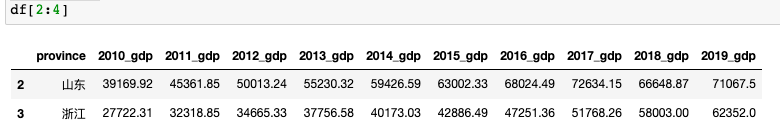 df[2:4]
province 2010_gdp 2011_gdp 2012_gdp 2013_gdp 2014_gdp 2015_gdp 2016_gdp 2017_gdp 2018_gdp 2019_gdp
2 山东 39169.92 45361.85 50013.24 55230.32 59426.59 63002.33 68024.49 72634.15 66648.87 71067.5
3 浙江 27722.31 32318.85 34665.33 37756.58 40173.03 42886.49 47251.36 51768.26 58003.00 62352.0